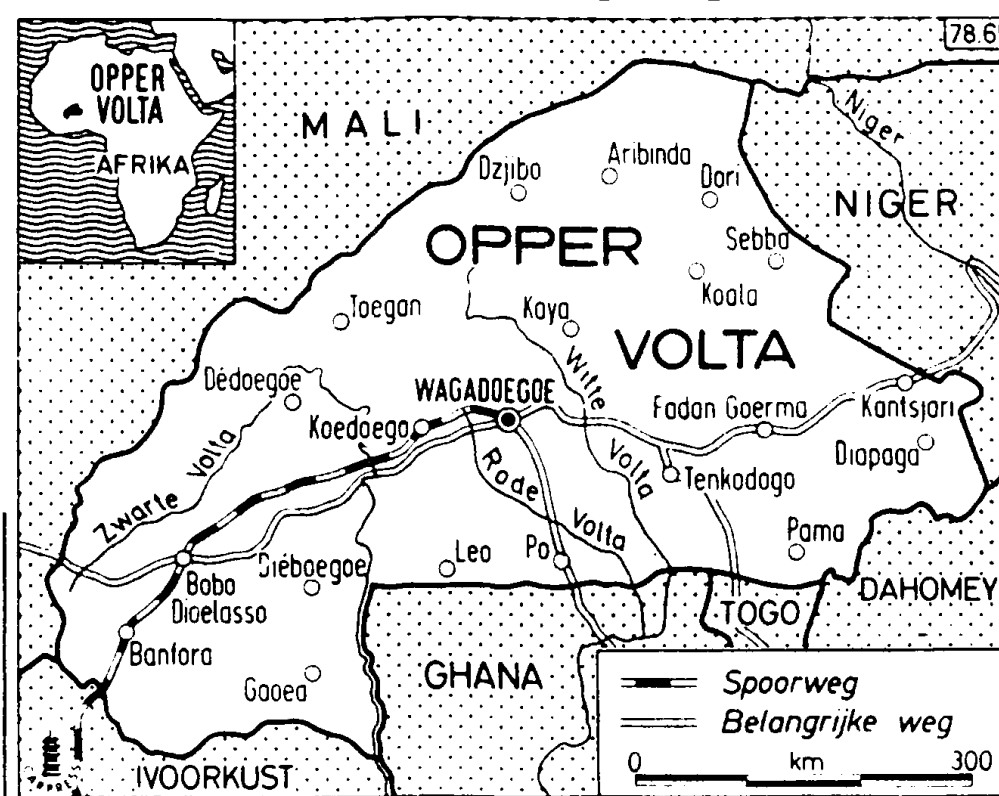 78.6
OPPER
VOLTA
AFRIKA
MALI
Niger
NIGER
Dzjibo
Aribinda
Dori
Sebba
Koala
OPPER
VOLTA
Toegan
Kaya
Witte
Volta
Dédoegoe
WAGADOEGOE
Koedoego
Fadan Goerma
Kantsjari
Diapaga
Tenkodogo
Zwarte Volta
Rode
Volta
Pama
Leo
Po
Diéboegoe
Bobo
Dioelasso
Banfora
Gaoea
DAHOMEY
TOGO
GHANA
IVOORKUST
Spoorweg
Belangrijke weg
0 km 300